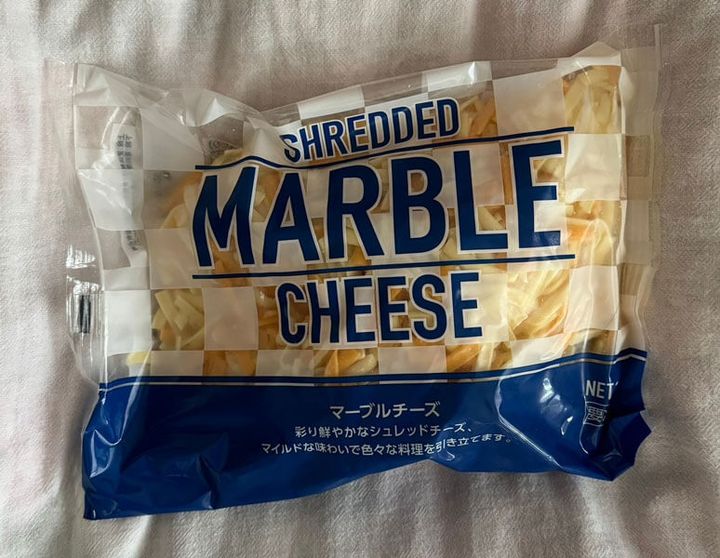 SHREDDED
MARBLE
CHEESE
マーブルチーズ
彩り鮮やかなシュレッドチーズ、
マイルドな味わいで色々な料理を引き立てます。
NET
要